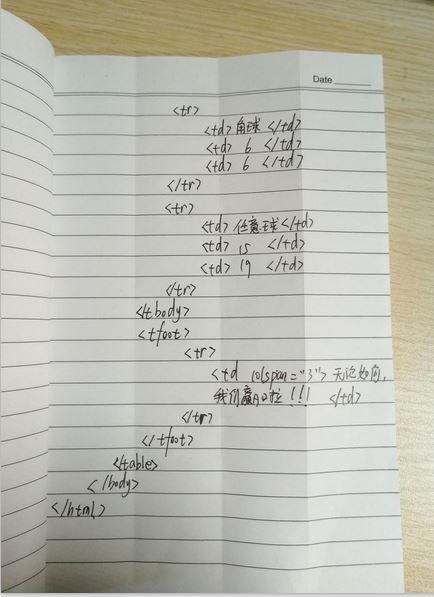 Date
<tr>
<td>角球</td>
<td> 6 </td>
<td> 6 </td>
</tr>
<tr>
<td>任意球</td>
<td> 15 </td>
<td> 19 </td>
</tr>
</tbody>
<tfoot>
<tr>
<td colspan="3">无论如何,
我们赢了!!! </td>
</tr>
</tfoot>
</table>
</body>
</html>